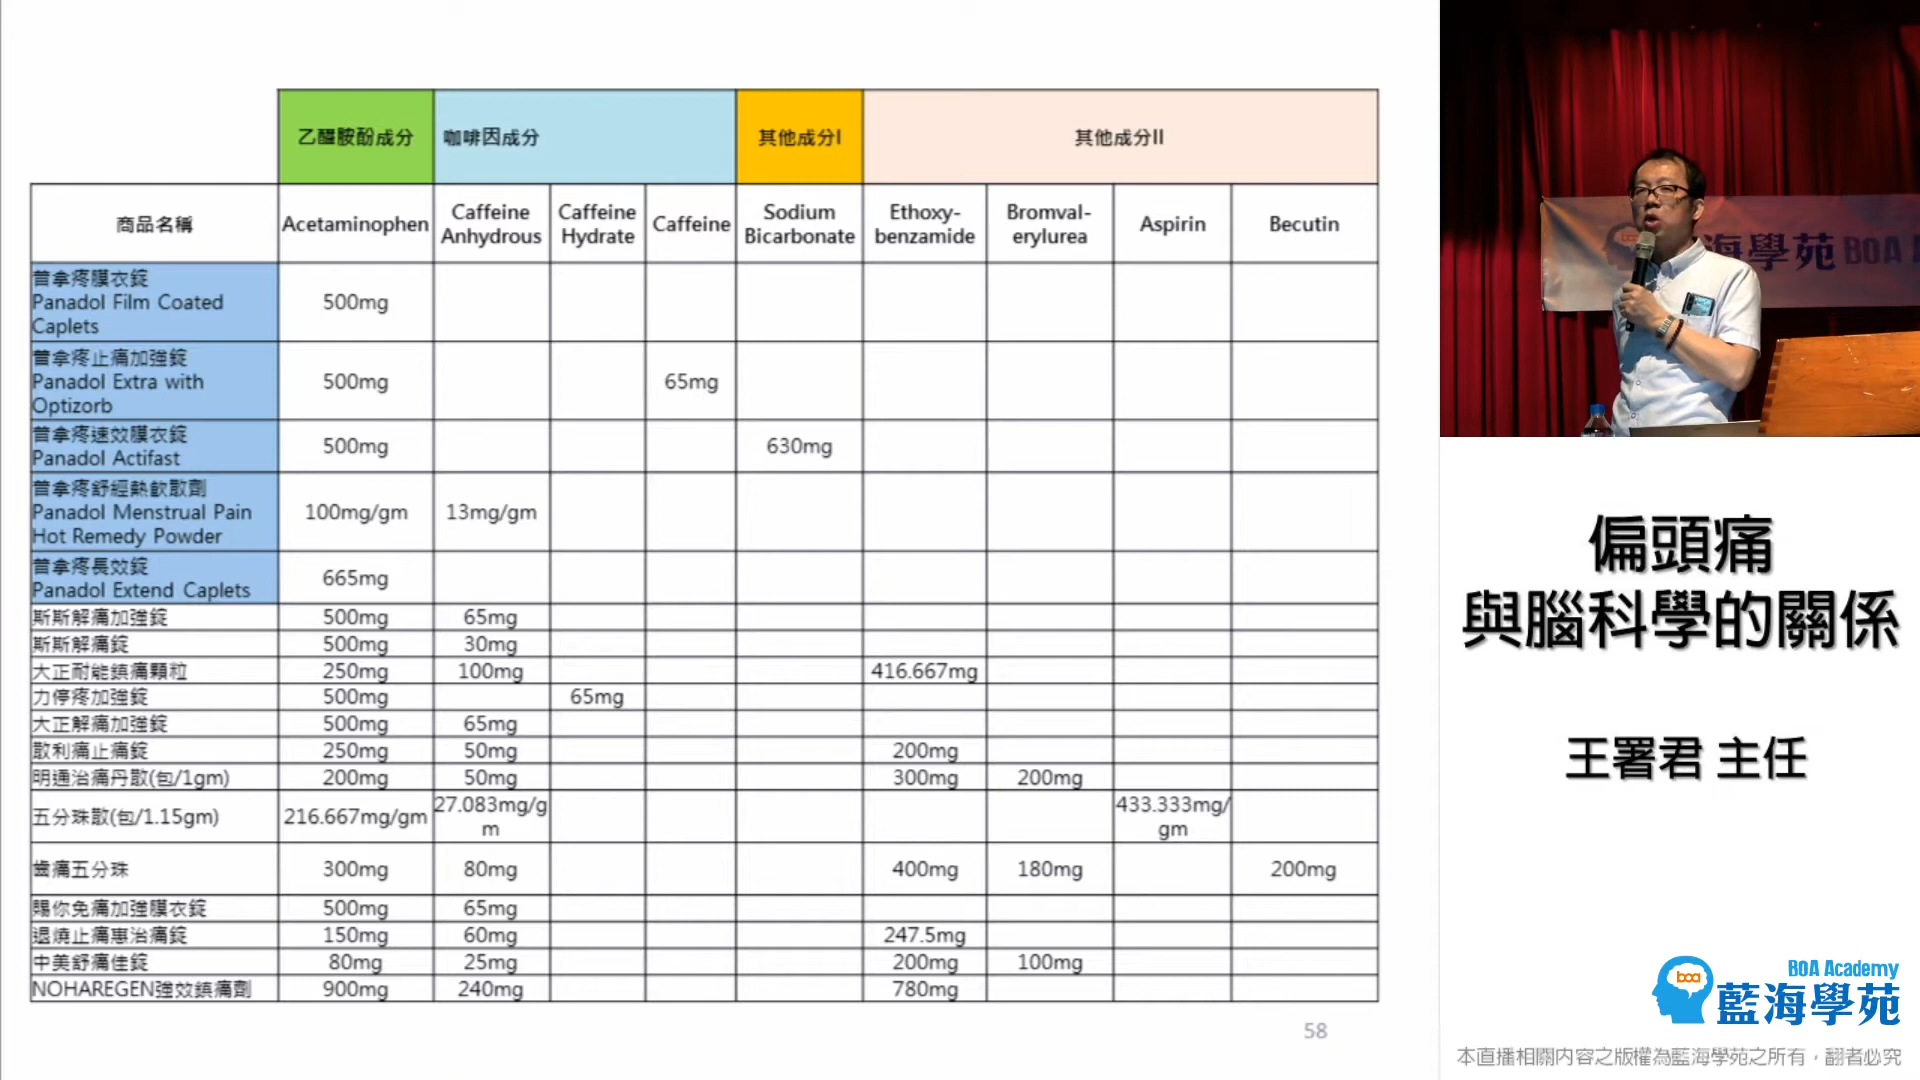 乙醯胺酚成分 咖啡因成分 其他成分I 其他成分II
商品名稱 Acetaminophen Caffeine Anhydrous Caffeine Hydrate Caffeine Sodium Bicarbonate Ethoxy-benzamide Bromval-erylurea Aspirin Becutin
普拿疼膜衣錠
Panadol Film Coated
Caplets
500mg
普拿疼止痛加強錠
Panadol Extra with
Optizorb
500mg 65mg
普拿疼速效膜衣錠
Panadol Actifast
500mg 630mg
普拿疼舒經熱飲散劑
Panadol Menstrual Pain
Hot Remedy Powder
100mg/gm 13mg/gm
普拿疼長效錠
Panadol Extend Caplets
665mg
斯斯解痛加強錠 500mg 65mg
斯斯解痛錠 500mg 30mg
大正耐能鎮痛顆粒 250mg 100mg 416.667mg
力停疼加強錠 500mg 65mg
大正解痛加強錠 500mg 65mg
散利痛止痛錠 250mg 50mg 200mg
明通治痛丹散(包/1gm) 200mg 50mg 300mg 200mg
五分珠散(包/1.15gm) 216.667mg/gm 27.083mg/gm 433.333mg/gm
齒痛五分珠 300mg 80mg 400mg 180mg 200mg
賜你免痛加強膜衣錠 500mg 65mg
退燒止痛惠治痛錠 150mg 60mg 247.5mg
中美舒痛佳錠 80mg 25mg 200mg 100mg
NOHAREGEN強效鎮痛劑 900mg 240mg 780mg
58
海學苑 BOA A
偏頭痛
與腦科學的關係
王署君 主任
boa
BOA Academy
藍海學苑
本直播相關內容之版權為藍海學苑之所有，翻者必究